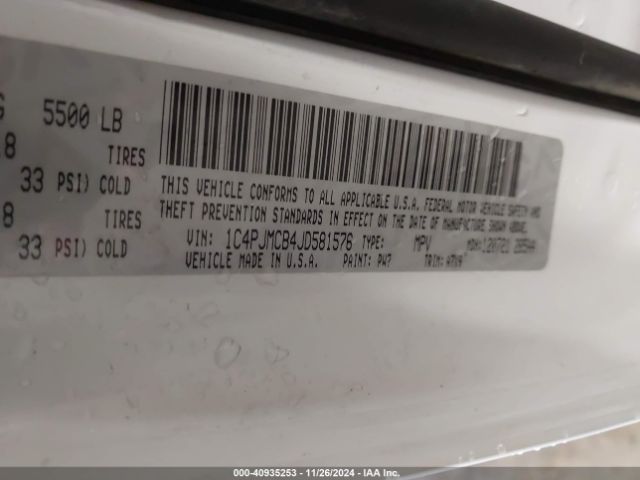 G 5500 LB
8 TIRES
33 PSI) COLD
8 TIRES
33 PSI) COLD
THIS VEHICLE CONFORMS TO ALL APPLICABLE U.S.A. FEDERAL MOTOR VEHICLE SAFETY AND
THEFT PREVENTION STANDARDS IN EFFECT ON THE DATE OF MANUFACTURE SHOWN ABOVE.
VIN: 1C4PJMCB4JD581576 TYPE: MPV MDH:
VEHICLE MADE IN U.S.A. PAINT: PW7 TRIM:
000-40935253 - 11/26/2024 - IAA Inc.